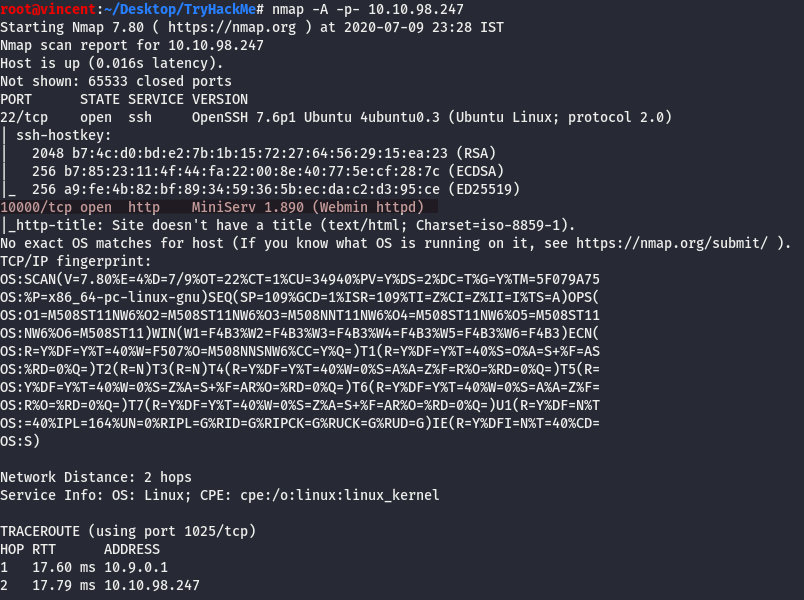 root@vincent:~/Desktop/TryHackMe# nmap -A -p- 10.10.98.247
Starting Nmap 7.80 ( https://nmap.org ) at 2020-07-09 23:28 IST
Nmap scan report for 10.10.98.247
Host is up (0.016s latency).
Not shown: 65533 closed ports
PORT      STATE SERVICE VERSION
22/tcp    open  ssh     OpenSSH 7.6p1 Ubuntu 4ubuntu0.3 (Ubuntu Linux; protocol 2.0)
| ssh-hostkey:
|   2048 b7:4c:d0:bd:e2:7b:1b:15:72:27:64:56:29:15:ea:23 (RSA)
|   256 b7:85:23:11:4f:44:fa:22:00:8e:40:77:5e:cf:28:7c (ECDSA)
|_  256 a9:fe:4b:82:bf:89:34:59:36:5b:ec:da:c2:d3:95:ce (ED25519)
10000/tcp open  http    MiniServ 1.890 (Webmin httpd)
|_http-title: Site doesn't have a title (text/html; Charset=iso-8859-1).
No exact OS matches for host (If you know what OS is running on it, see https://nmap.org/submit/ ).
TCP/IP fingerprint:
OS:SCAN(V=7.80%E=4%D=7/9%OT=22%CT=1%CU=34940%PV=Y%DS=2%DC=T%G=Y%TM=5F079A75
OS:%P=x86_64-pc-linux-gnu)SEQ(SP=109%GCD=1%ISR=109%TI=Z%CI=Z%II=I%TS=A)OPS(
OS:O1=M508ST11NW6%O2=M508ST11NW6%O3=M508NNT11NW6%O4=M508ST11NW6%O5=M508ST11
OS:NW6%O6=M508ST11)WIN(W1=F4B3%W2=F4B3%W3=F4B3%W4=F4B3%W5=F4B3%W6=F4B3)ECN(
OS:R=Y%DF=Y%T=40%W=F507%O=M508NNSNW6%CC=Y%Q=)T1(R=Y%DF=Y%T=40%S=O%A=S+%F=AS
OS:%RD=0%Q=)T2(R=N)T3(R=N)T4(R=Y%DF=Y%T=40%W=0%S=A%A=Z%F=R%O=%RD=0%Q=)T5(R=
OS:Y%DF=Y%T=40%W=0%S=Z%A=S+%F=AR%O=%RD=0%Q=)T6(R=Y%DF=Y%T=40%W=0%S=A%A=Z%F=
OS:R%O=%RD=0%Q=)T7(R=Y%DF=Y%T=40%W=0%S=Z%A=S+%F=AR%O=%RD=0%Q=)U1(R=Y%DF=N%T
OS:=40%IPL=164%UN=0%RIPL=G%RID=G%RIPCK=G%RUCK=G%RUD=G)IE(R=Y%DFI=N%T=40%CD=
OS:S)
Network Distance: 2 hops
Service Info: OS: Linux; CPE: cpe:/o:linux:linux_kernel
TRACEROUTE (using port 1025/tcp)
HOP RTT      ADDRESS
1   17.60 ms 10.9.0.1
2   17.79 ms 10.10.98.247